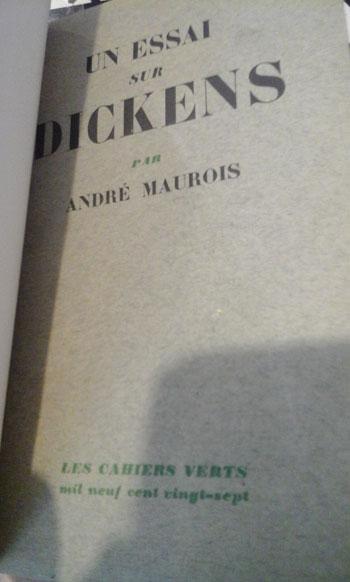 UN ESSAI
SUR
DICKENS
PAR
ANDRÉ MAUROIS
LES CAHIERS VERTS
mil neuf cent vingt-sept